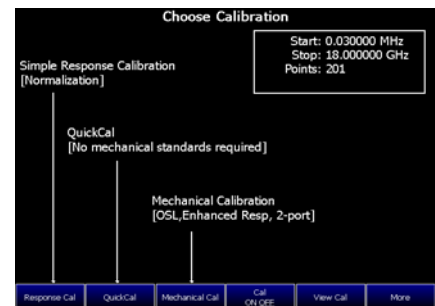 Choose Calibration
Start: 0.030000 MHz
Stop: 18.000000 GHz
Points: 201
Simple Response Calibration
[Normalization]
QuickCal
[No mechanical standards required]
Mechanical Calibration
[OSL,Enhanced Resp, 2-port]
Response Cal
QuickCal
Mechanical Cal
Cal
ON OFF
View Cal
More